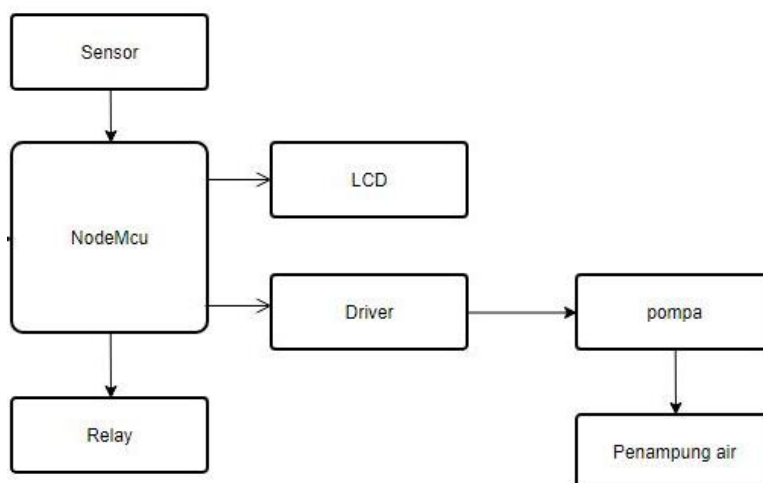 Sensor
LCD
NodeMcu
Driver
pompa
Relay
Penampung air